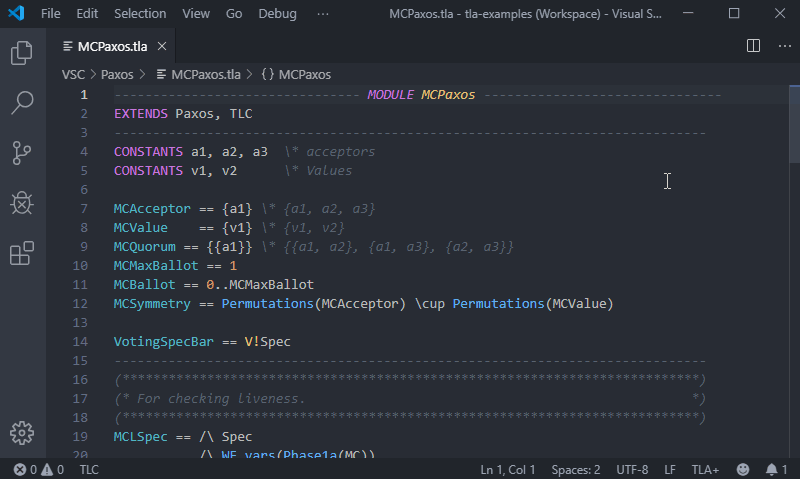 File Edit Selection View Go Debug ··· MCPaxos.tla - tla-examples (Workspace) - Visual S...
MCPaxos.tla
VSC > Paxos > MCPaxos.tla > {} MCPaxos
1 -------------------------------- MODULE MCPaxos -------------------------------
2 EXTENDS Paxos, TLC
3 -----------------------------------------------------------------------------
4 CONSTANTS a1, a2, a3  \* acceptors
5 CONSTANTS v1, v2      \* Values
6
7 MCAcceptor == {a1} \* {a1, a2, a3}
8 MCValue    == {v1} \* {v1, v2}
9 MCQuorum == {{a1}} \* {{a1, a2}, {a1, a3}, {a2, a3}}
10 MCMaxBallot == 1
11 MCBallot == 0..MCMaxBallot
12 MCSymmetry == Permutations(MCAcceptor) \cup Permutations(MCValue)
13
14 VotingSpecBar == V!Spec
15 -----------------------------------------------------------------------------
16 (***************************************************************************)
17 (* For checking liveness.                                                  *)
18 (***************************************************************************)
19 MCLSpec == /\ Spec
20            /\ WF_vars(Phase1a(MC))
0 0 TLC Ln 1, Col 1 Spaces: 2 UTF-8 LF TLA+ 1